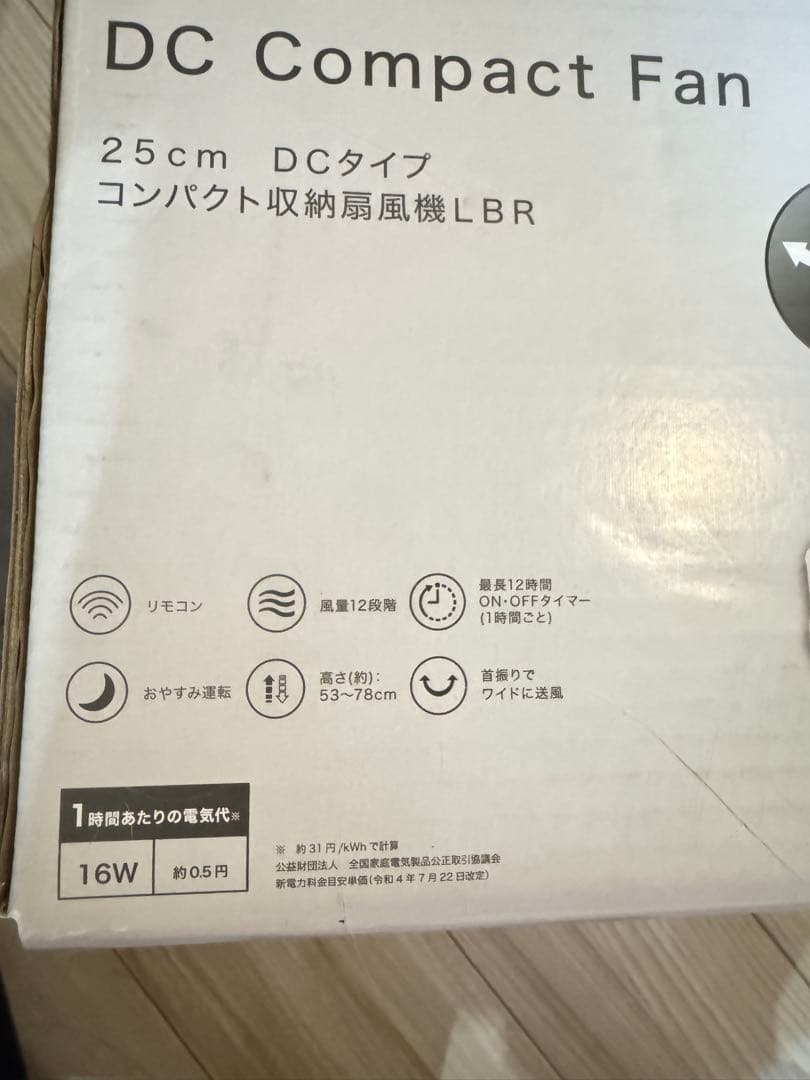 DC Compact Fan
25cm　DCタイプ
コンパクト収納扇風機LBR
リモコン
風量12段階
最長12時間
ON・OFFタイマー
(1時間ごと)
おやすみ運転
高さ(約):
53〜78cm
首振りで
ワイドに送風
1時間あたりの電気代※
16W
約0.5円
※　約31円/kWhで計算
公益財団法人　全国家庭電気製品公正取引協議会
新電力料金目安単価(令和4年7月22日改定)